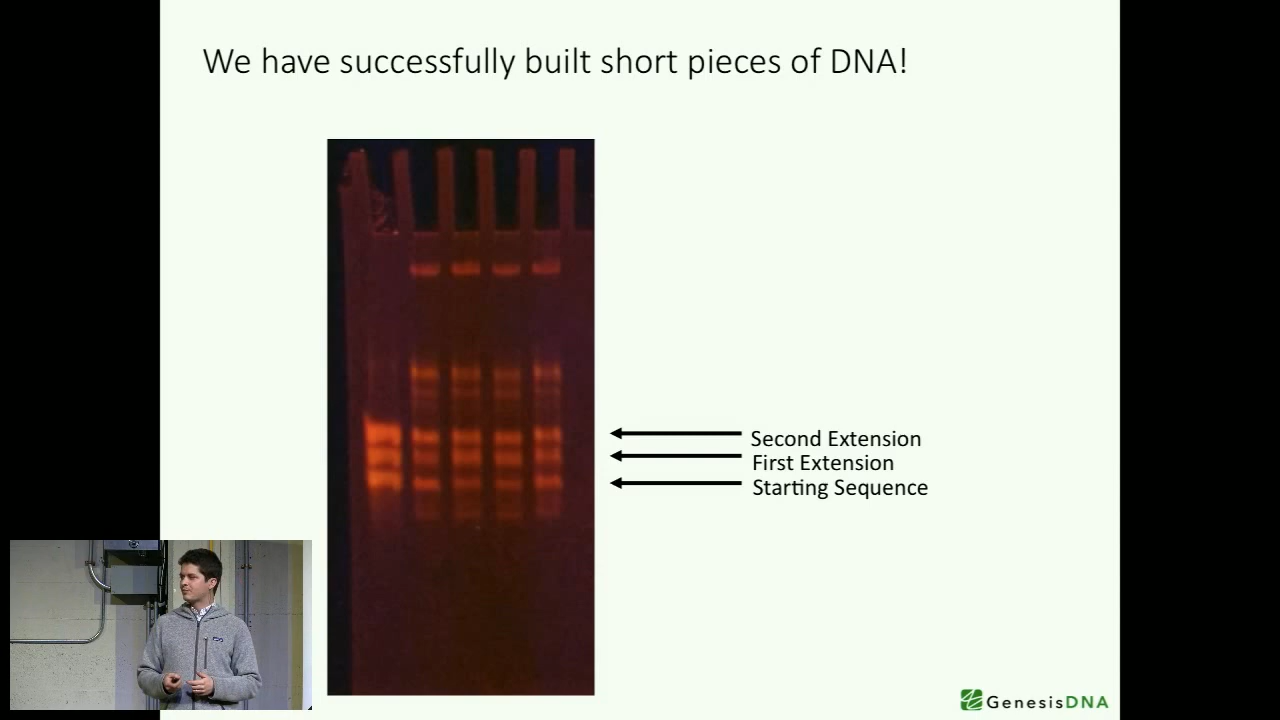 We have successfully built short pieces of DNA!
Second Extension
First Extension
Starting Sequence
GenesisDNA